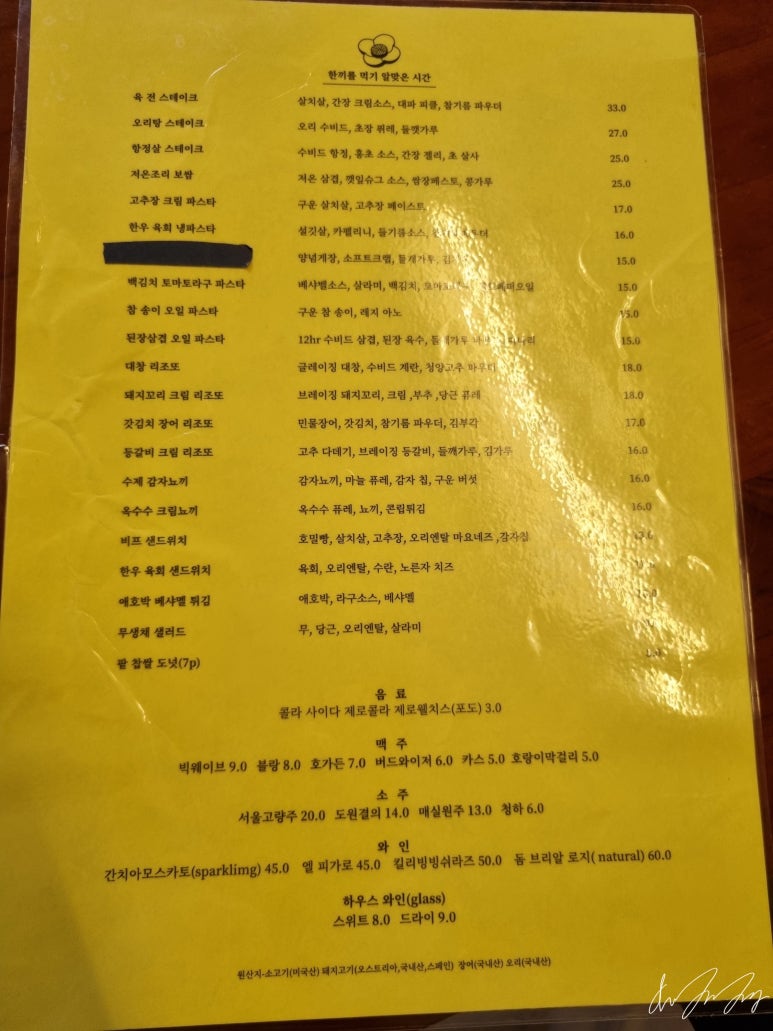 한끼를 먹기 알맞은 시간
육 전 스테이크 살치살, 간장 크림소스, 대파 피클, 참기름 파우더 33.0
오리탕 스테이크 오리 수비드, 초장 퓌레, 들깻가루 27.0
항정살 스테이크 수비드 항정, 홍초 소스, 간장 젤리, 초 살사 25.0
저온조리 보쌈 저온 삼겹, 깻잎슈그 소스, 쌈장페스토, 콩가루 25.0
고추장 크림 파스타 구운 살치살, 고추장 페이스트 17.0
한우 육회 냉파스타 설깃살, 카펠리니, 들기름소스, 16.0
양념게장, 소프트크랩, 들깨가루, 15.0
백김치 토마토라구 파스타 베샤멜소스, 살라미, 백김치, 15.0
참 송이 오일 파스타 구운 참 송이, 레지 아노
된장삼겹 오일 파스타 12hr 수비드 삼겹, 된장 육수, 들깨가루 15.0
대창 리조또 글레이징 대창, 수비드 계란, 청양고추 파우더 18.0
돼지꼬리 크림 리조또 브레이징 돼지꼬리, 크림 ,부추 ,당근 퓨레 18.0
갓김치 장어 리조또 민물장어, 갓김치, 참기름 파우더, 김부각 17.0
등갈비 크림 리조또 고추 다데기, 브레이징 등갈비, 들깨가루, 김가루 16.0
수제 감자뇨끼 감자뇨끼, 마늘 퓨레, 감자 칩, 구운 버섯 16.0
옥수수 크림뇨끼 옥수수 퓨레, 뇨끼, 콘립튀김 16.0
비프 샌드위치 호밀빵, 살치살, 고추장, 오리엔탈 마요네즈 ,감자칩
한우 육회 샌드위치 육회, 오리엔탈, 수란, 노른자 치즈
애호박 베샤멜 튀김 애호박, 라구소스, 베샤멜
무생체 샐러드 무, 당근, 오리엔탈, 살라미
팥 찹쌀 도넛(7p)
음 료
콜라 사이다 제로콜라 제로웰치스(포도) 3.0
맥 주
빅웨이브 9.0 블랑 8.0 호가든 7.0 버드와이저 6.0 카스 5.0 호랑이막걸리 5.0
소 주
서울고량주 20.0 도원결의 14.0 매실원주 13.0 청하 6.0
와 인
간치아모스카토(sparklimg) 45.0 엘 피가로 45.0 킬리빙빙쉬라즈 50.0 돔 브리알 로지( natural) 60.0
하우스 와인(glass)
스위트 8.0 드라이 9.0
원산지-소고기(미국산) 돼지고기(오스트리아,국내산,스페인) 장어(국내산) 오리(국내산)